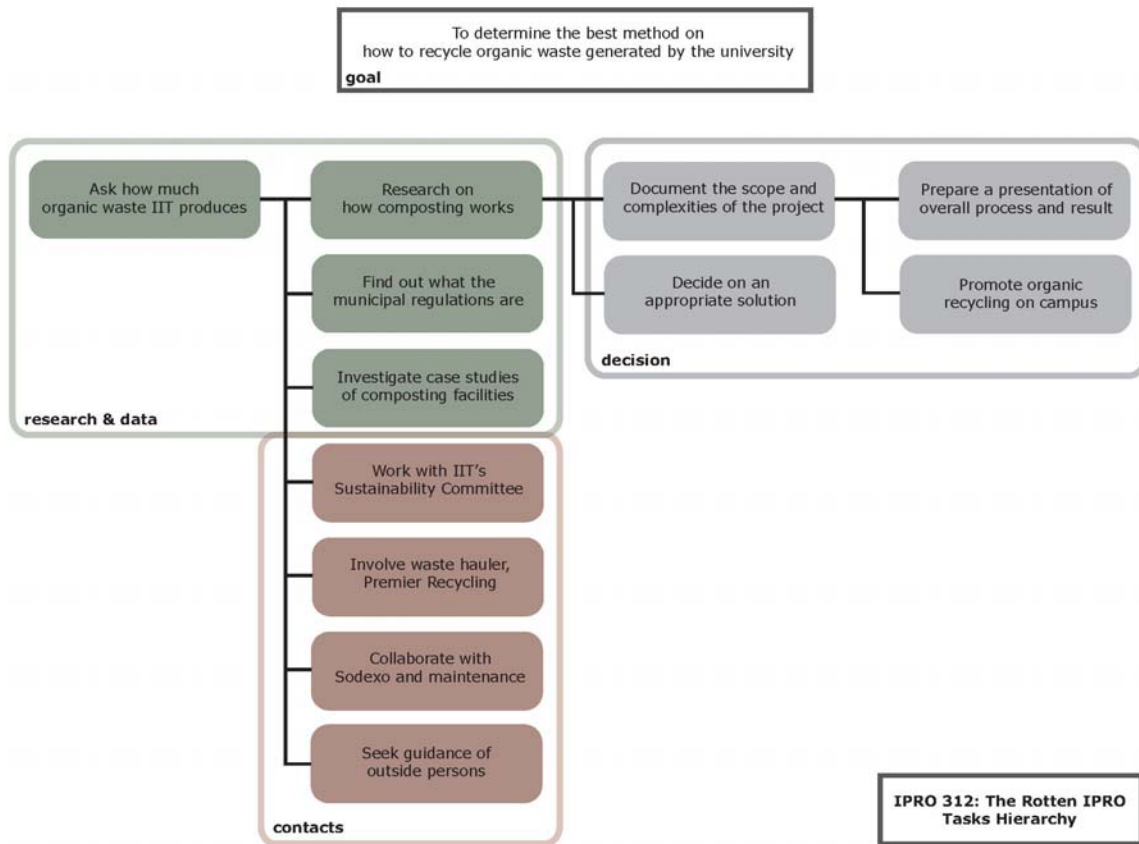 To determine the best method on
how to recycle organic waste generated by the university
goal
Ask how much
organic waste IIT produces
Research on
how composting works
Find out what the
municipal regulations are
Investigate case studies
of composting facilities
research & data
Document the scope and
complexities of the project
Prepare a presentation of
overall process and result
Decide on an
appropriate solution
Promote organic
recycling on campus
decision
Work with IIT's
Sustainability Committee
Involve waste hauler,
Premier Recycling
Collaborate with
Sodexo and maintenance
Seek guidance of
outside persons
contacts
IPRO 312: The Rotten IPRO
Tasks Hierarchy